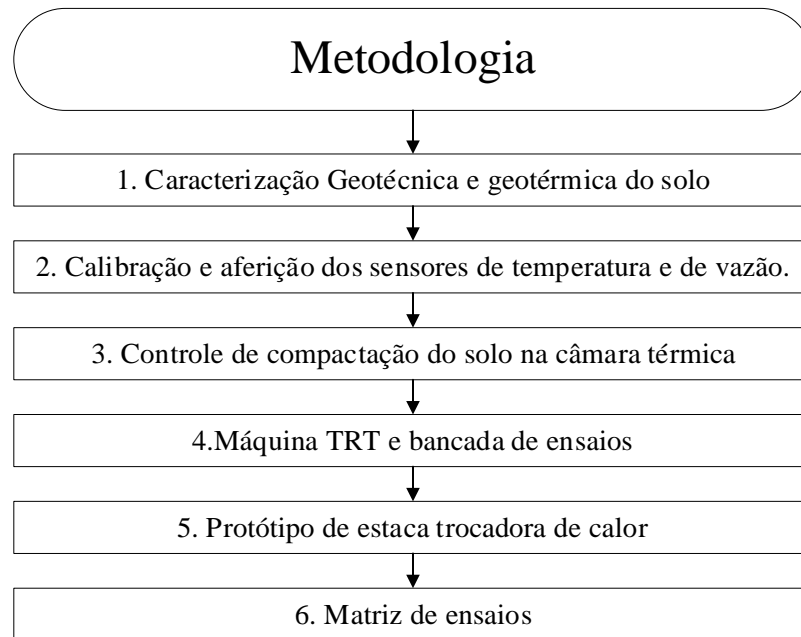 Metodologia
1. Caracterização Geotécnica e geotérmica do solo
2. Calibração e aferição dos sensores de temperatura e de vazão.
3. Controle de compactação do solo na câmara térmica
4.Máquina TRT e bancada de ensaios
5. Protótipo de estaca trocadora de calor
6. Matriz de ensaios